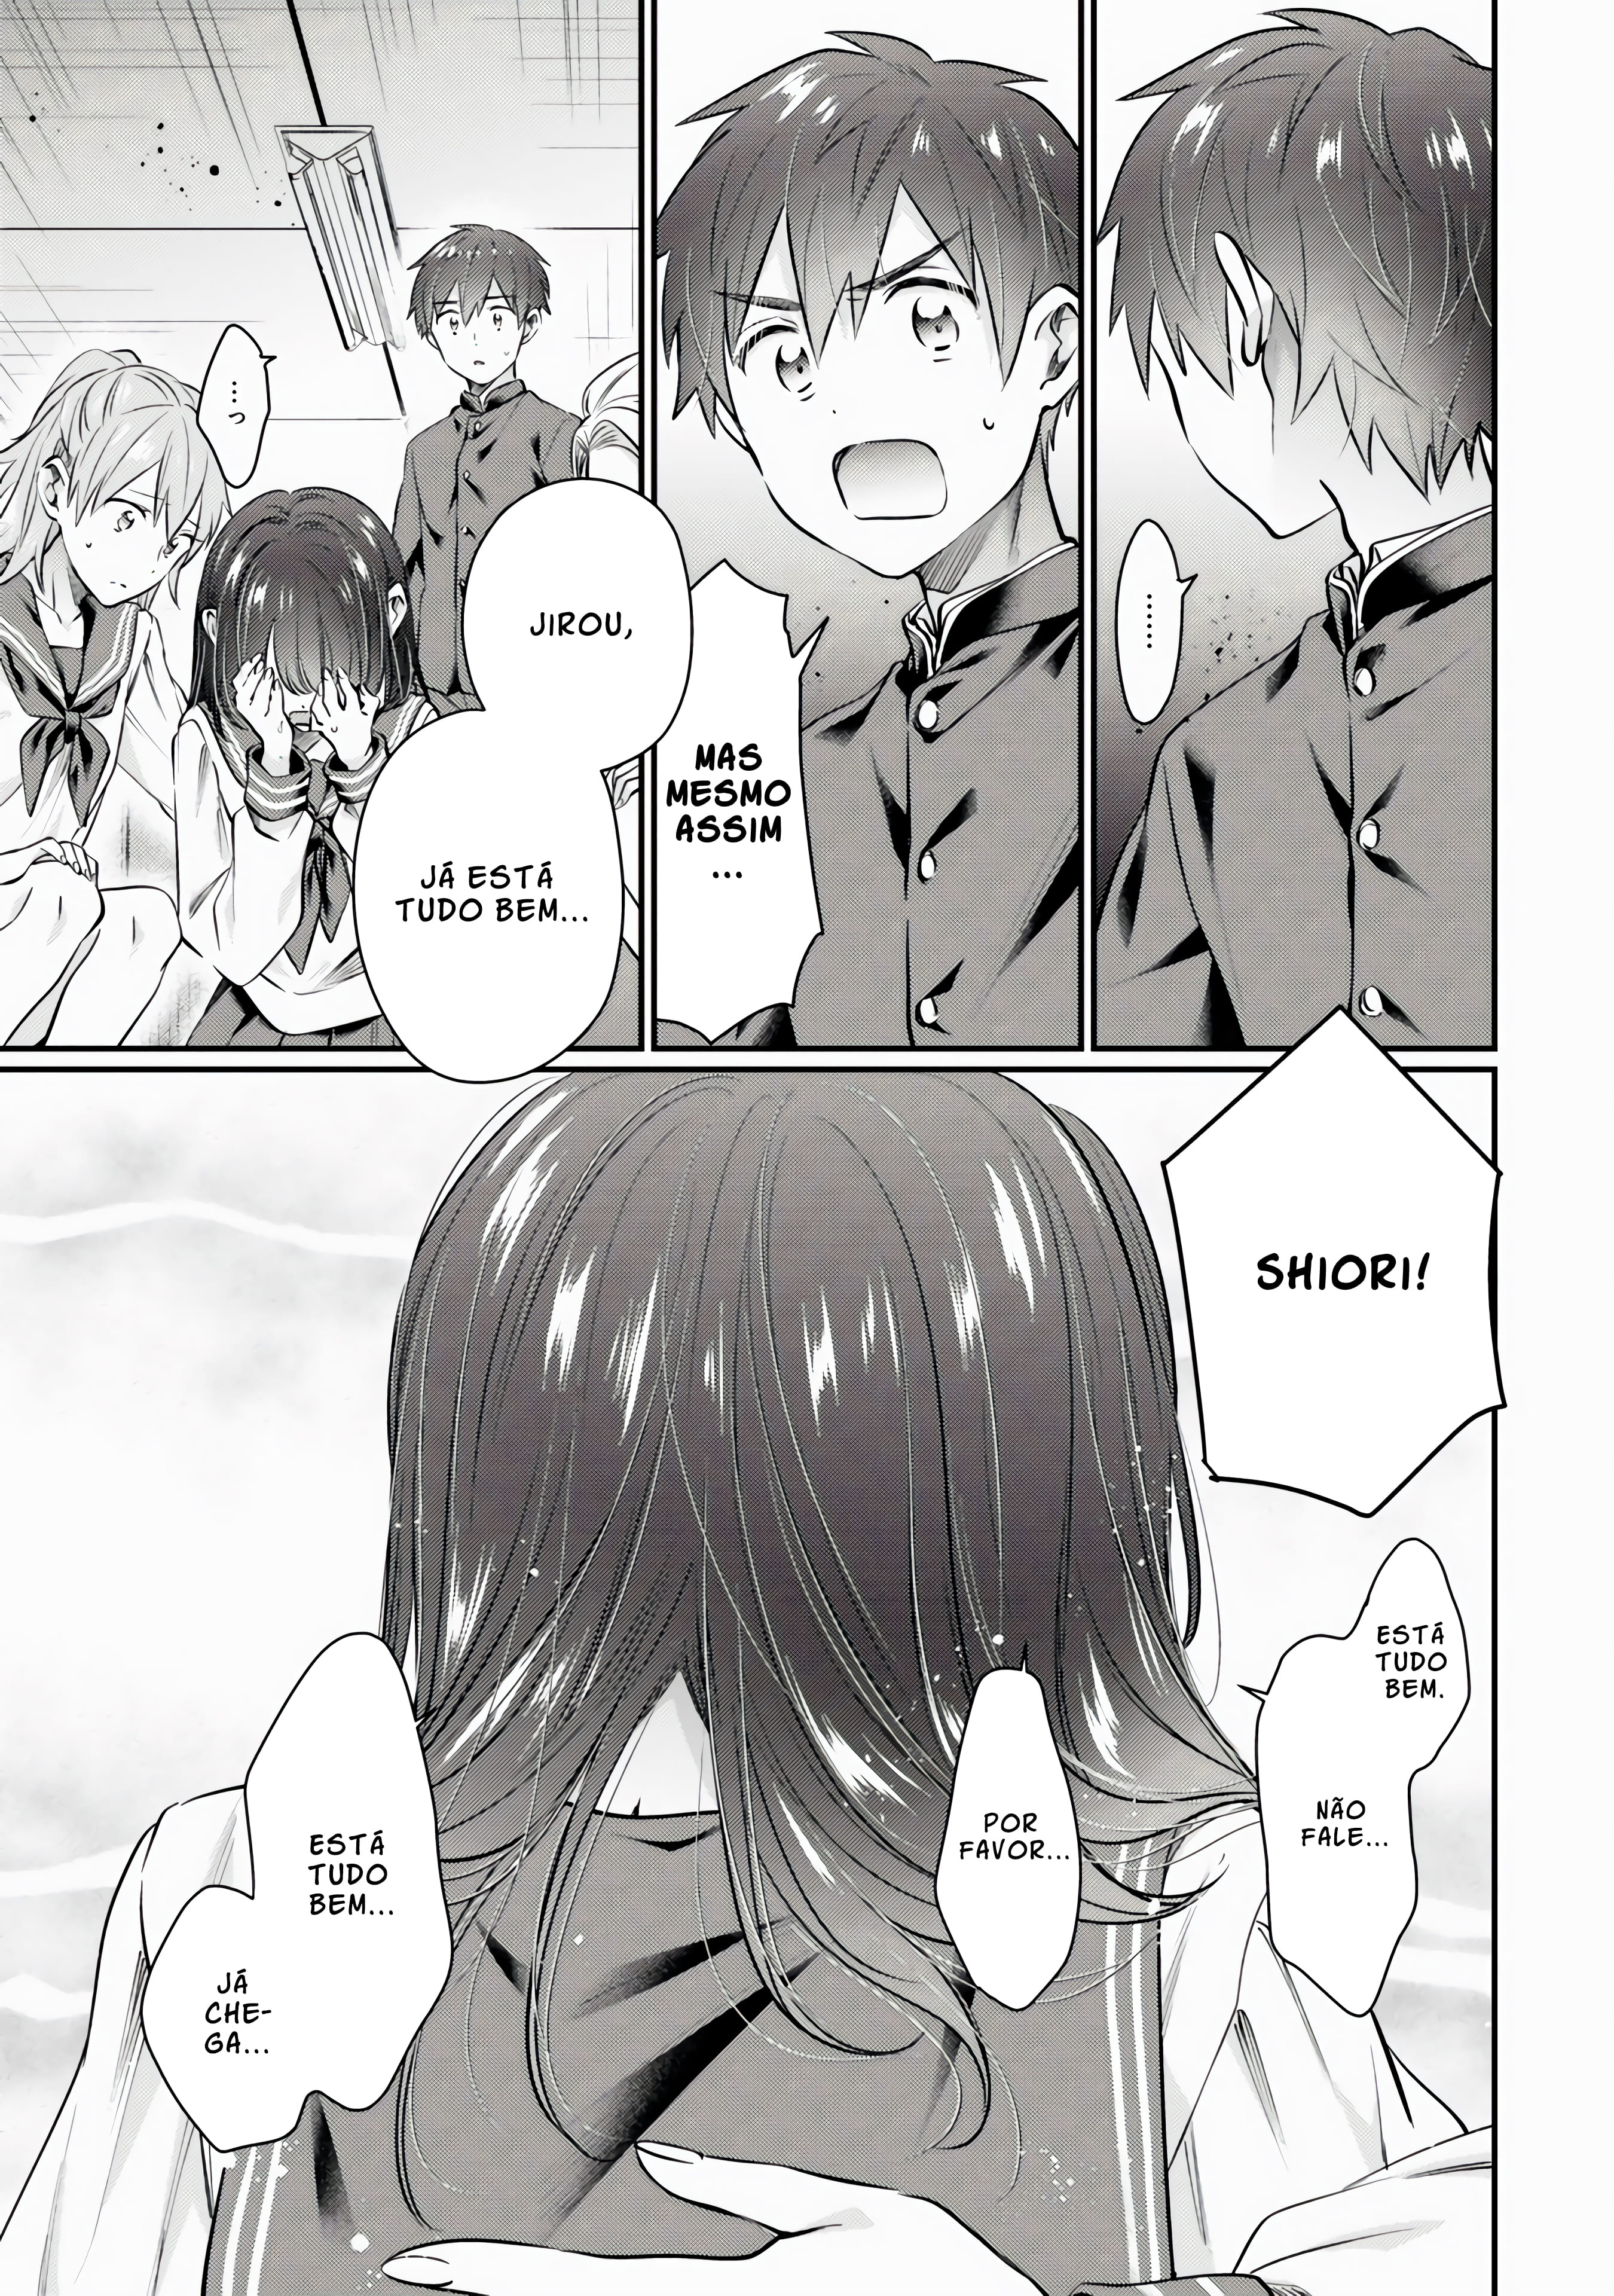 ......
MAS
MESMO
ASSIM
...
JIROU,
JÁ ESTÁ
TUDO BEM...
…っ
SHIORI!
ESTÁ
TUDO
BEM.
NÃO
FALE...
POR
FAVOR...
ESTÁ
TUDO
BEM...
JÁ
CHE-
GA...